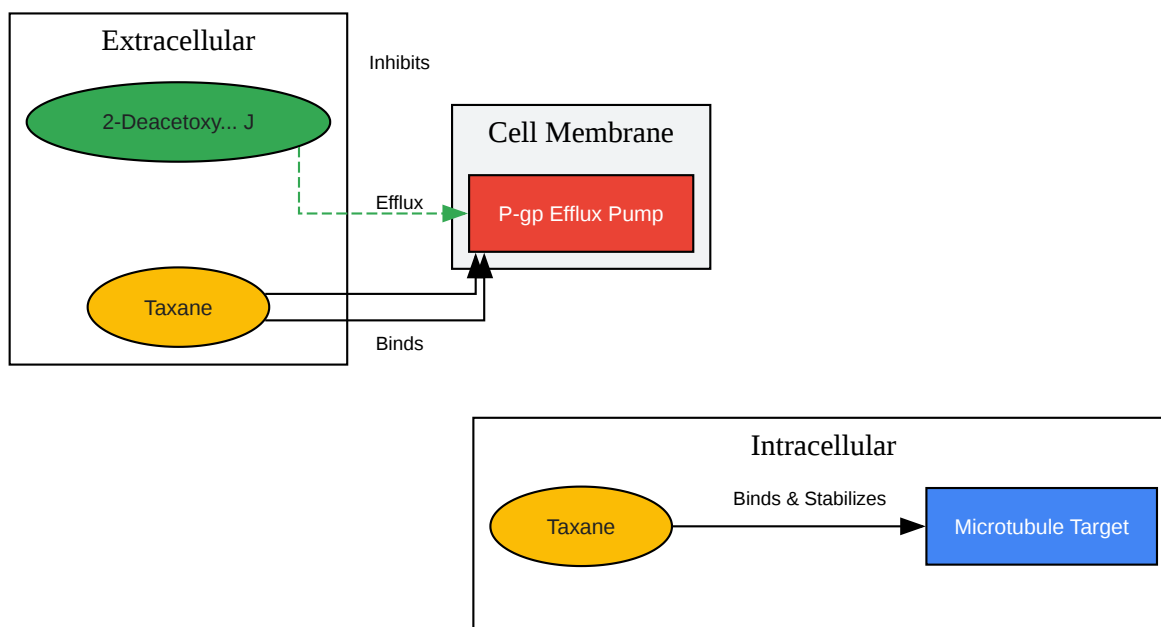 Extracellular
Inhibits
2-Deacetoxy... J
Cell Membrane
Efflux
P-gp Efflux Pump
Taxane
Binds
Intracellular
Binds & Stabilizes
Taxane
Microtubule Target